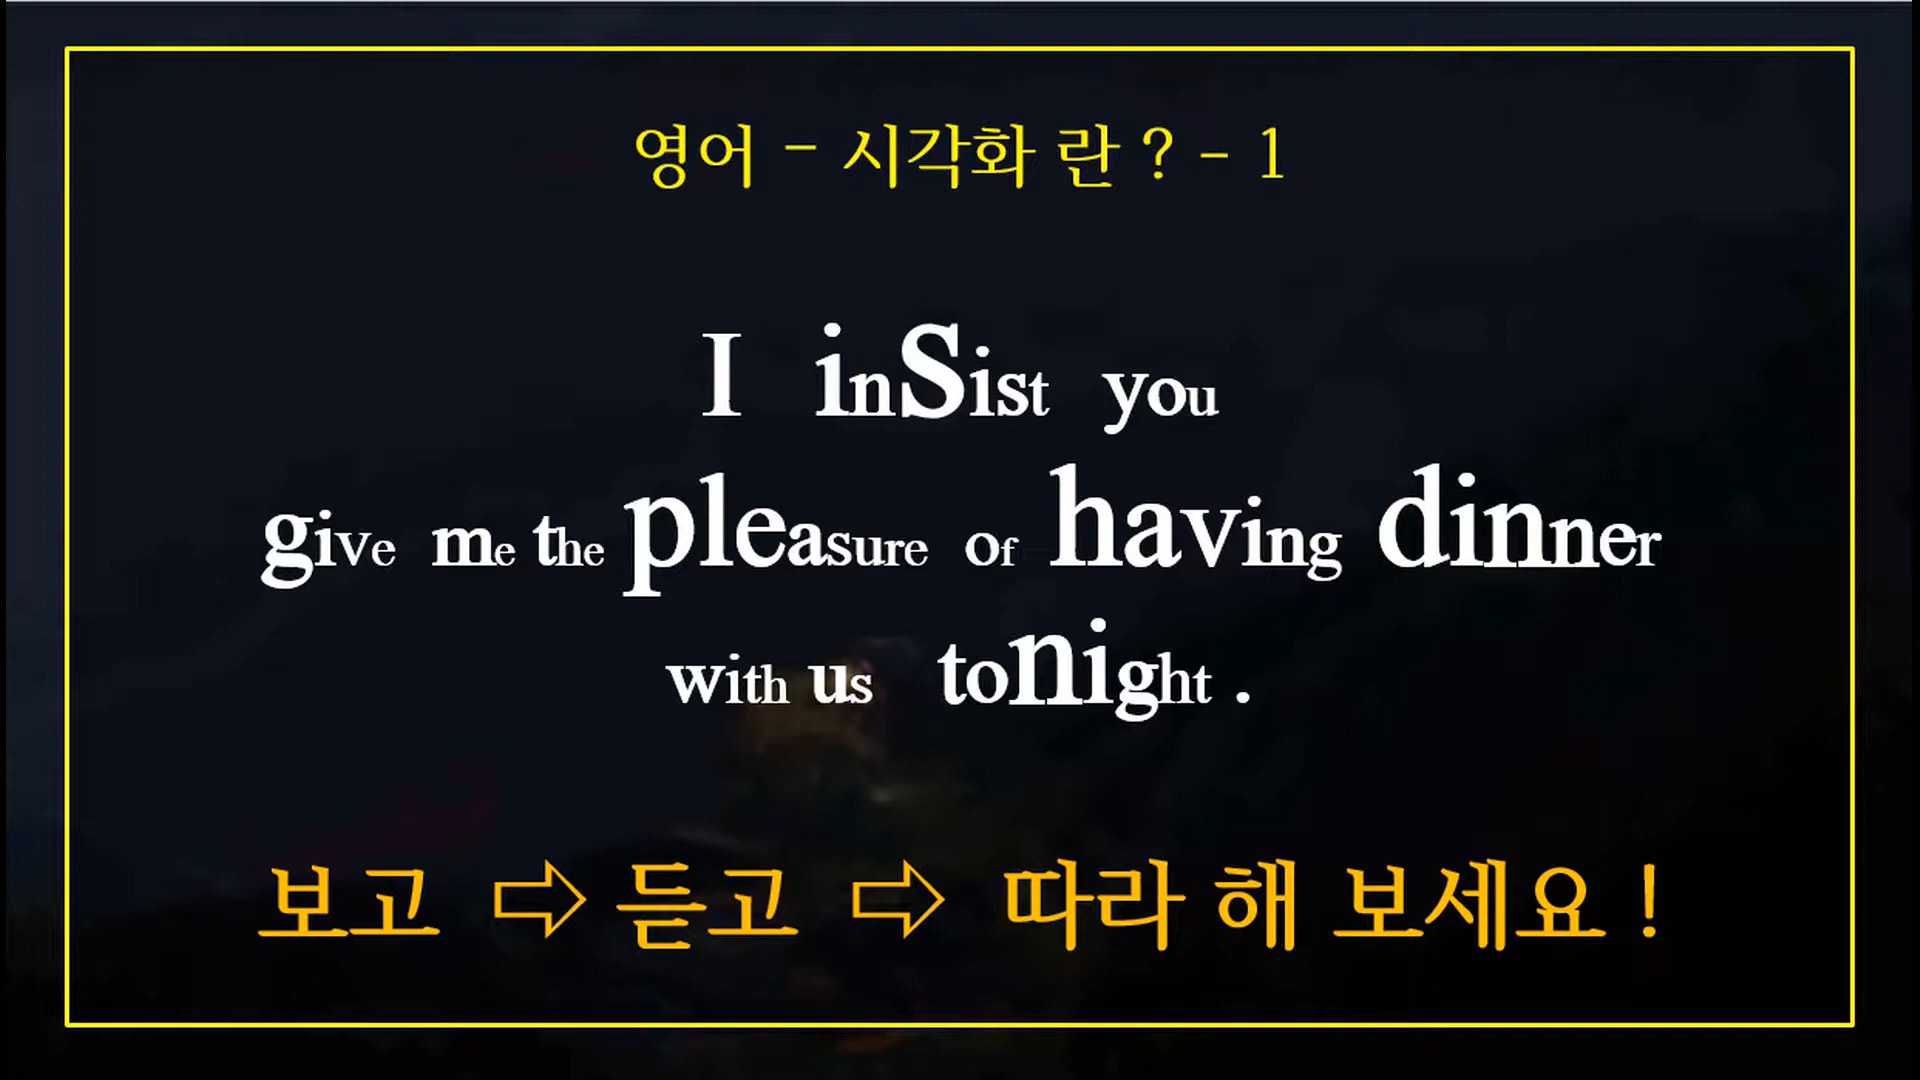 영어 - 시각화 란 ? - 1
I inSist you
give me the pleasure of having dinner
with us tonight .
보고 ⇨ 듣고 ⇨ 따라 해 보세요 !